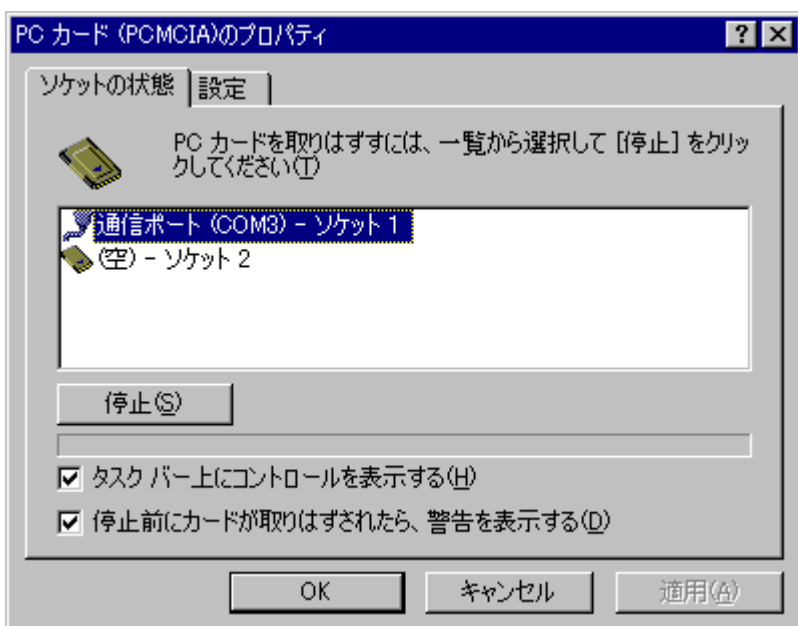 PC カード (PCMCIA)のプロパティ
ソケットの状態 設定
PC カードを取りはずすには、一覧から選択して [停止] をクリッ
クしてください(T)
通信ポート (COM3) - ソケット 1
(空) - ソケット 2
停止(S)
タスク バー上にコントロールを表示する(H)
停止前にカードが取りはずされたら、警告を表示する(D)
OK キャンセル 適用(A)